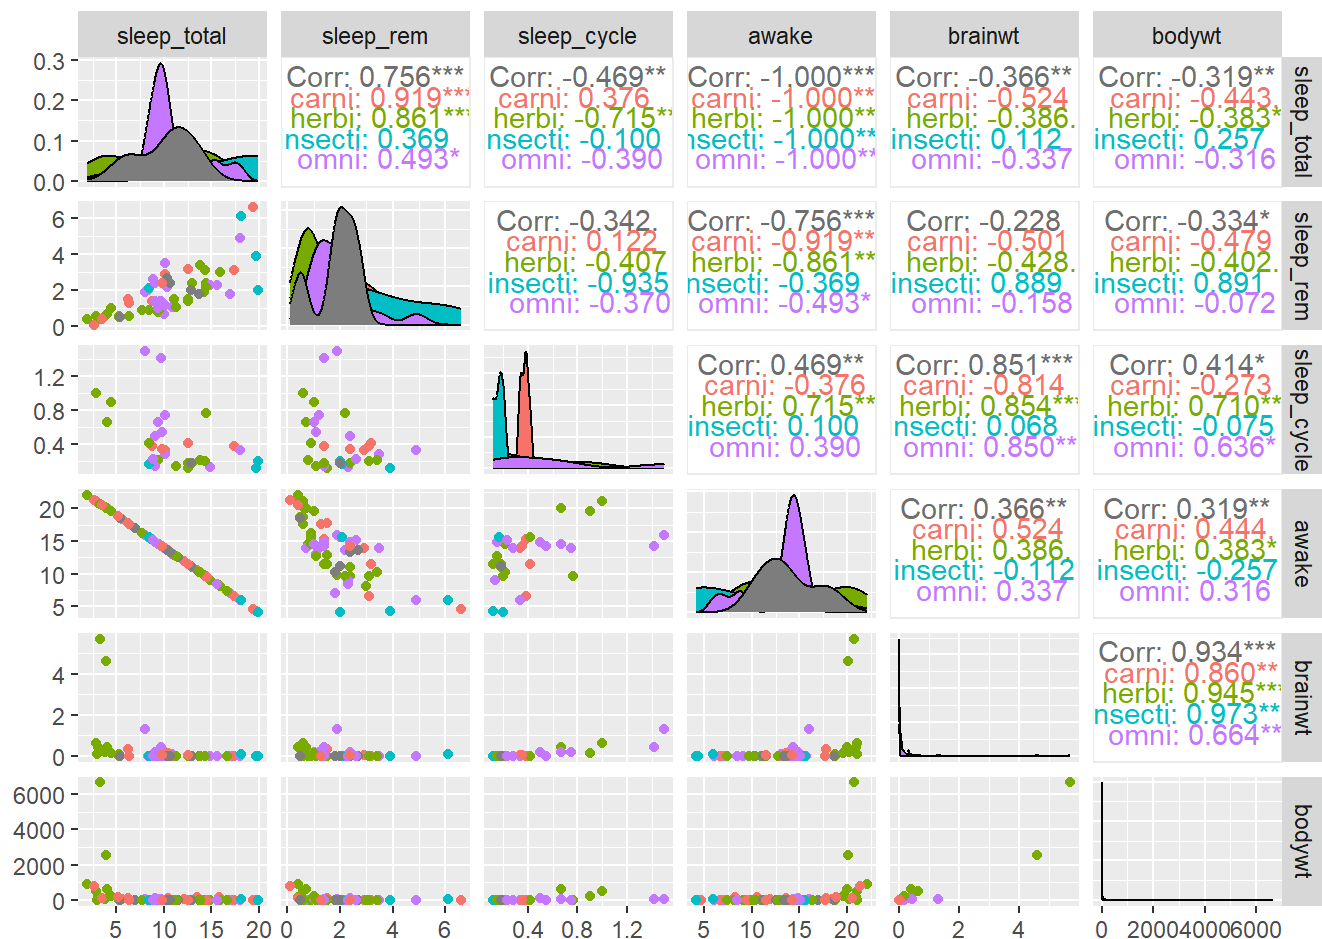 sleep_total sleep_rem sleep_cycle awake brainwt bodywt
0.3
0.2
0.1
0.0
Corr: 0.756***
carni: 0.919***
herbi: 0.861***
nsecti: 0.369
omni: 0.493*
Corr: -0.469**
carni: 0.376
herbi: -0.715**
insecti: -0.100
omni: -0.390
Corr: -1.000***
carni: -1.000**
herbi: -1.000**
nsecti: -1.000**
omni: -1.000**
Corr: -0.366**
carni: -0.524
herbi: -0.386.
insecti: 0.112
omni: -0.337
Corr: -0.319**
carni: -0.443.
herbi: -0.383*
insecti: 0.257
omni: -0.316
sleep_total
6
4
2
0
Corr: -0.342.
carni: 0.122
herbi: -0.407
insecti: -0.935
omni: -0.370
Corr: -0.756***
carni: -0.919**
herbi: -0.861**
nsecti: -0.369
omni: -0.493*
Corr: -0.228
carni: -0.501
herbi: -0.428.
insecti: 0.889
omni: -0.158
Corr: -0.334*
carni: -0.479
herbi: -0.402.
insecti: 0.891
omni: -0.072
sleep_rem
1.2
0.8
0.4
Corr: 0.469**
carni: -0.376
herbi: 0.715**
insecti: 0.100
omni: 0.390
Corr: 0.851***
carni: -0.814
herbi: 0.854***
nsecti: 0.068
omni: 0.850**
Corr: 0.414*
carni: -0.273
herbi: 0.710**
insecti: -0.075
omni: 0.636*
sleep_cycle
20
15
10
5
Corr: 0.366**
carni: 0.524
herbi: 0.386.
insecti: -0.112
omni: 0.337
Corr: 0.319**
carni: 0.444.
herbi: 0.383*
insecti: -0.257
omni: 0.316
awake
4
2
0
Corr: 0.934***
carni: 0.860**
herbi: 0.945***
nsecti: 0.973**
omni: 0.664**
brainwt
6000
4000
2000
0
bodywt
5 10 15 20 0 2 4 6 0.4 0.8 1.2 5 10 15 20 0 2 4 0 2000 4000 6000